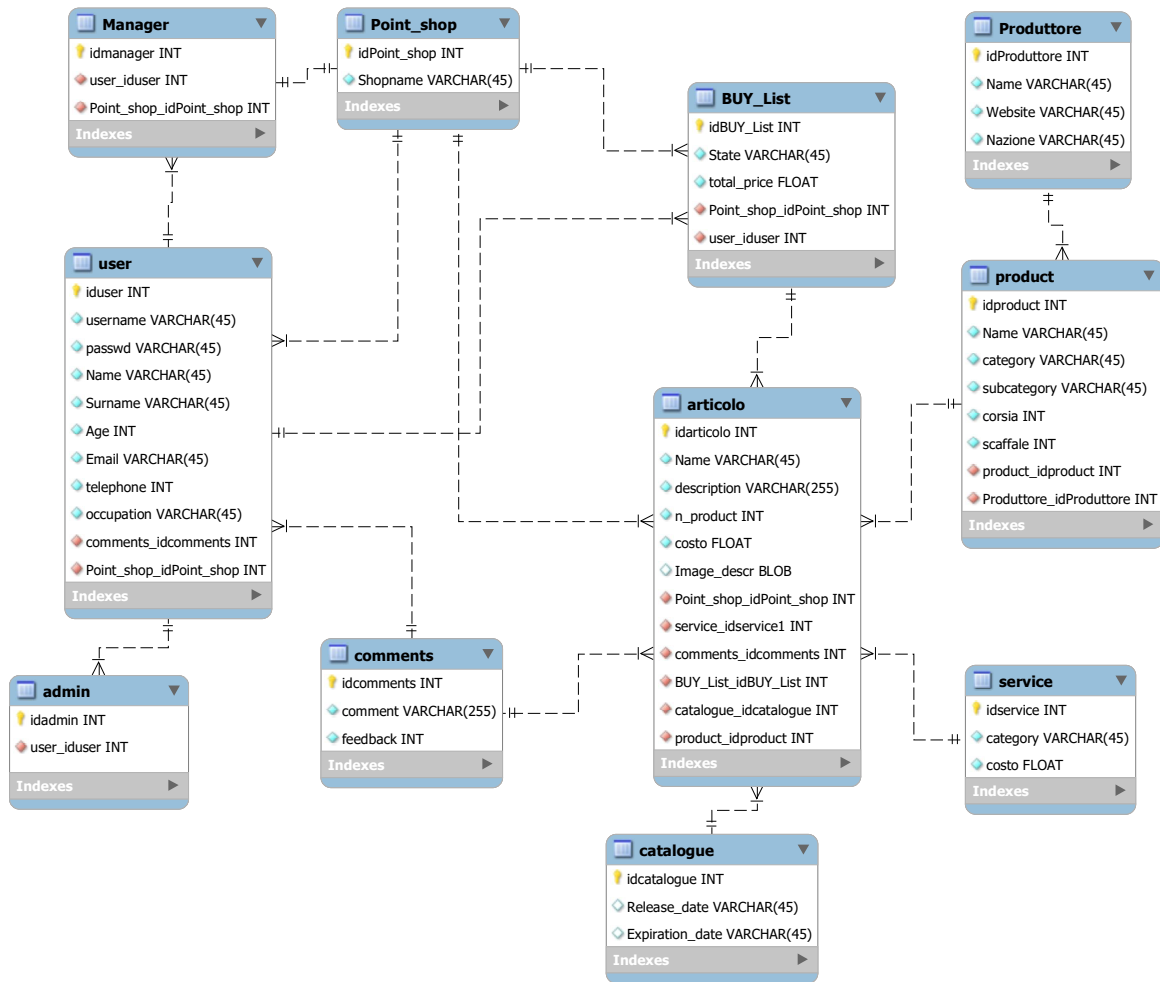 Manager
idmanager INT
user_iduser INT
Point_shop_idPoint_shop INT
Indexes
Point_shop
idPoint_shop INT
Shopname VARCHAR(45)
Indexes
BUY_List
idBUY_List INT
State VARCHAR(45)
total_price FLOAT
Point_shop_idPoint_shop INT
user_iduser INT
Indexes
Produttore
idProduttore INT
Name VARCHAR(45)
Website VARCHAR(45)
Nazione VARCHAR(45)
Indexes
user
iduser INT
username VARCHAR(45)
passwd VARCHAR(45)
Name VARCHAR(45)
Surname VARCHAR(45)
Age INT
Email VARCHAR(45)
telephone INT
occupation VARCHAR(45)
comments_idcomments INT
Point_shop_idPoint_shop INT
Indexes
product
idproduct INT
Name VARCHAR(45)
category VARCHAR(45)
subcategory VARCHAR(45)
corsia INT
scaffale INT
product_idproduct INT
Produttore_idProduttore INT
Indexes
articolo
idarticolo INT
Name VARCHAR(45)
description VARCHAR(255)
n_product INT
costo FLOAT
Image_descr BLOB
Point_shop_idPoint_shop INT
service_idservice1 INT
comments_idcomments INT
BUY_List_idBUY_List INT
catalogue_idcatalogue INT
product_idproduct INT
Indexes
admin
idadmin INT
user_iduser INT
Indexes
comments
idcomments INT
comment VARCHAR(255)
feedback INT
Indexes
service
idservice INT
category VARCHAR(45)
costo FLOAT
Indexes
catalogue
idcatalogue INT
Release_date VARCHAR(45)
Expiration_date VARCHAR(45)
Indexes